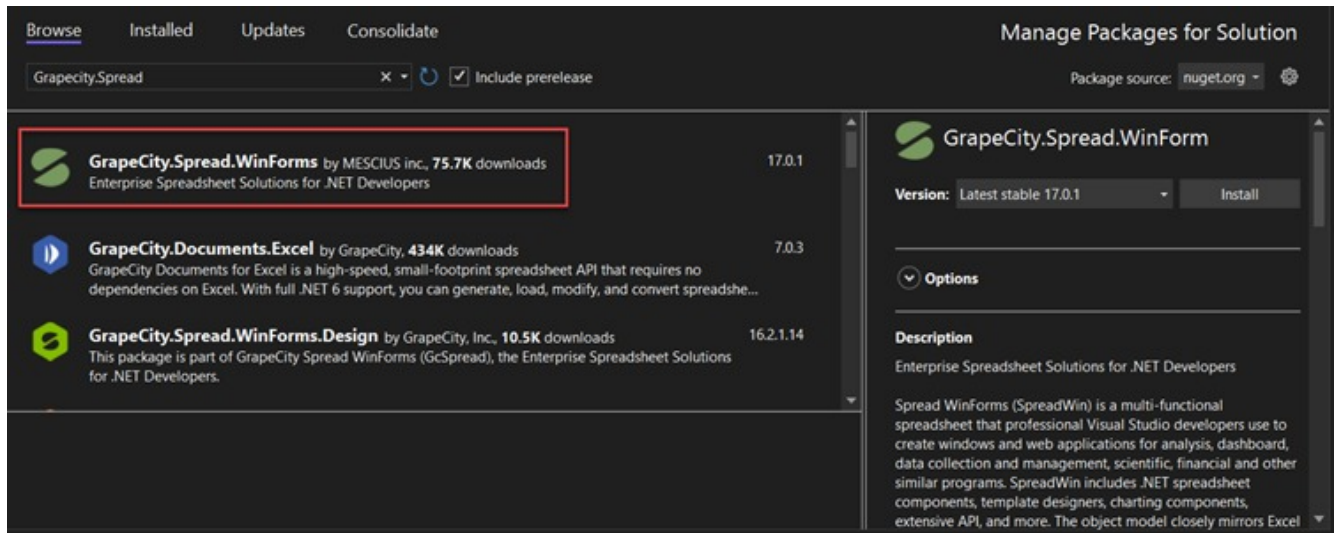 Browse Installed Updates Consolidate
Manage Packages for Solution
Grapecity.Spread
Include prerelease
Package source: nuget.org
GrapeCity.Spread.WinForms by MESCIUS inc., 75.7K downloads
17.0.1
Enterprise Spreadsheet Solutions for .NET Developers
GrapeCity.Documents.Excel by GrapeCity, 434K downloads
7.0.3
GrapeCity Documents for Excel is a high-speed, small-footprint spreadsheet API that requires no
dependencies on Excel. With full .NET 6 support, you can generate, load, modify, and convert spreadshe...
GrapeCity.Spread.WinForms.Design by GrapeCity, Inc., 10.5K downloads
16.2.1.14
This package is part of GrapeCity Spread WinForms (GcSpread), the Enterprise Spreadsheet Solutions
for .NET Developers.
GrapeCity.Spread.WinForm
Version: Latest stable 17.0.1
Install
Options
Description
Enterprise Spreadsheet Solutions for .NET Developers
Spread WinForms (SpreadWin) is a multi-functional
spreadsheet that professional Visual Studio developers use to
create windows and web applications for analysis, dashboard,
data collection and management, scientific, financial and other
similar programs. SpreadWin includes .NET spreadsheet
components, template designers, charting components,
extensive API, and more. The object model closely mirrors Excel